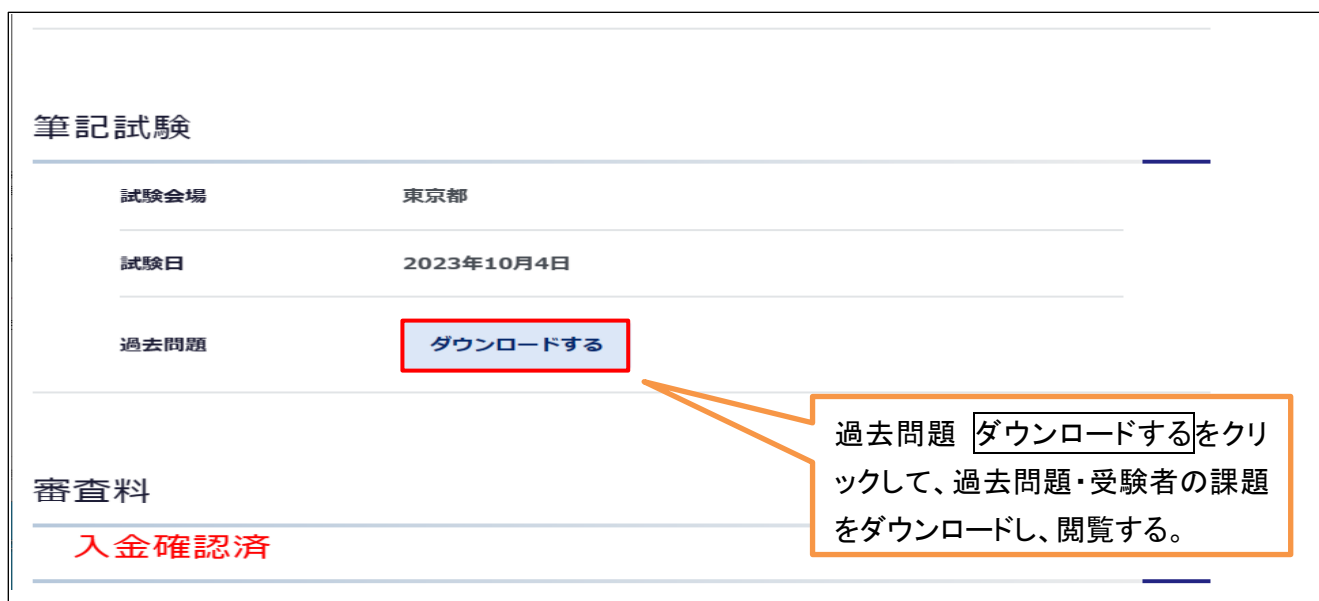 筆記試験
試験会場 東京都
試験日 2023年10月4日
過去問題 ダウンロードする
過去問題 ダウンロードするをクリ
ックして、過去問題・受験者の課題
をダウンロードし、閲覧する。
審査料
入金確認済